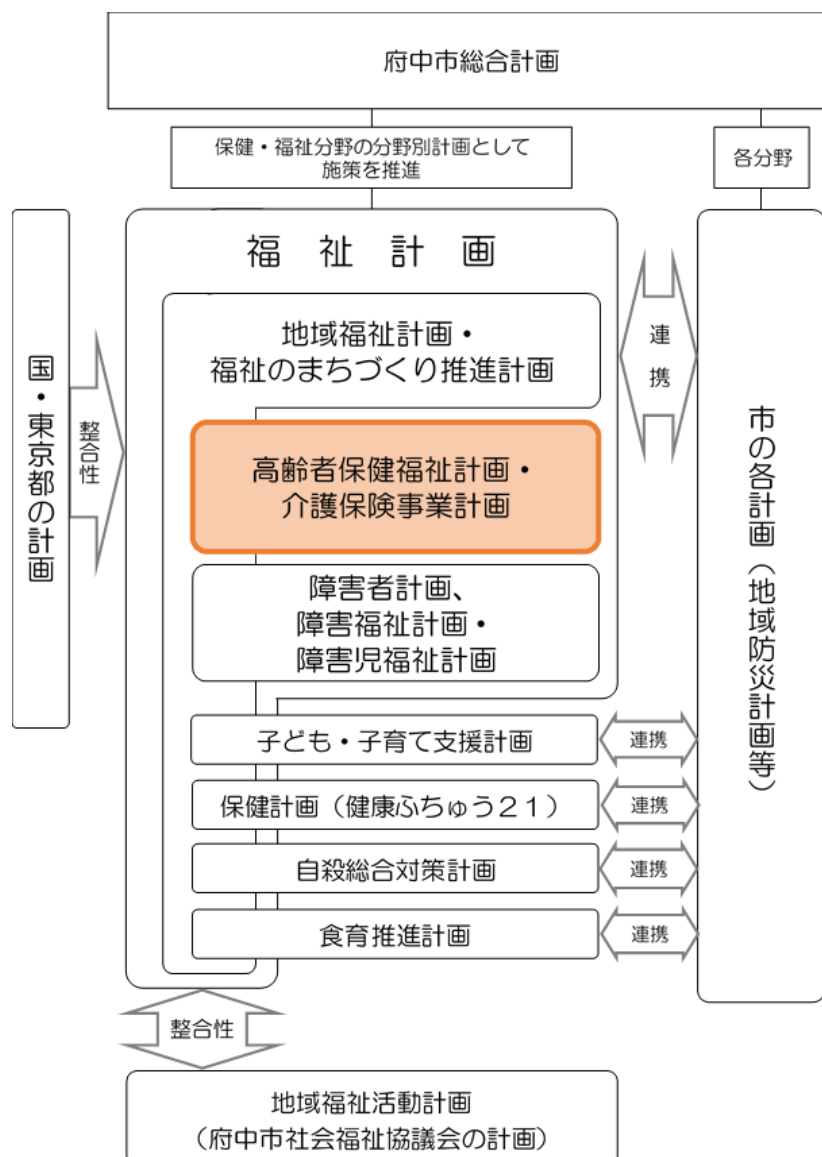 府中市総合計画
保健・福祉分野の分野別計画として
施策を推進
各分野
福祉計画
国・東京都の計画
整合性
地域福祉計画・
福祉のまちづくり推進計画
連携
市の各計画（地域防災計画等）
高齢者保健福祉計画・
介護保険事業計画
障害者計画、
障害福祉計画・
障害児福祉計画
子ども・子育て支援計画
連携
保健計画（健康ふちゅう２１）
連携
自殺総合対策計画
連携
食育推進計画
連携
整合性
地域福祉活動計画
（府中市社会福祉協議会の計画）